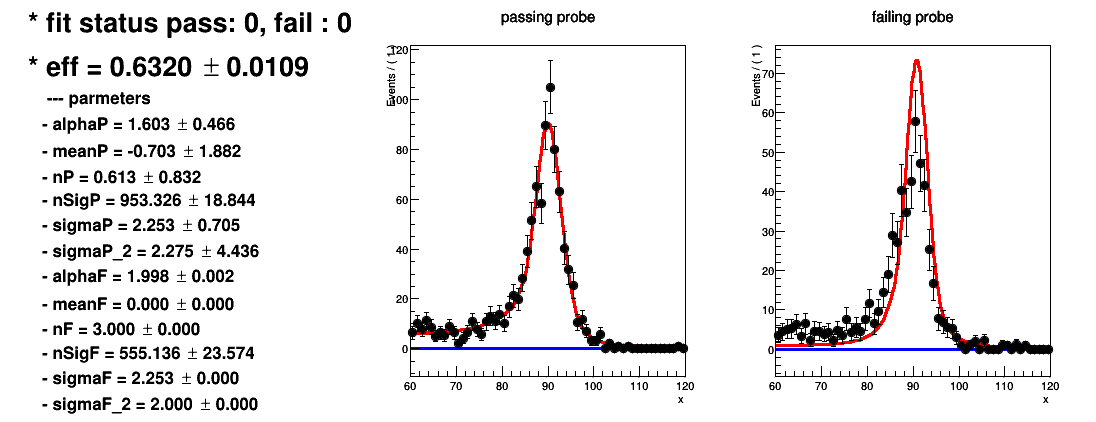 * fit status pass: 0, fail : 0
* eff = 0.6320 ± 0.0109
--- parmeters
- alphaP = 1.603 ± 0.466
- meanP = -0.703 ± 1.882
- nP = 0.613 ± 0.832
- nSigP = 953.326 ± 18.844
- sigmaP = 2.253 ± 0.705
- sigmaP_2 = 2.275 ± 4.436
- alphaF = 1.998 ± 0.002
- meanF = 0.000 ± 0.000
- nF = 3.000 ± 0.000
- nSigF = 555.136 ± 23.574
- sigmaF = 2.253 ± 0.000
- sigmaF_2 = 2.000 ± 0.000
passing probe
Events / ( 1 )
120
100
80
60
40
20
0
60 70 80 90 100 110 120
x
failing probe
Events / ( 1 )
70
60
50
40
30
20
10
0
60 70 80 90 100 110 120
x